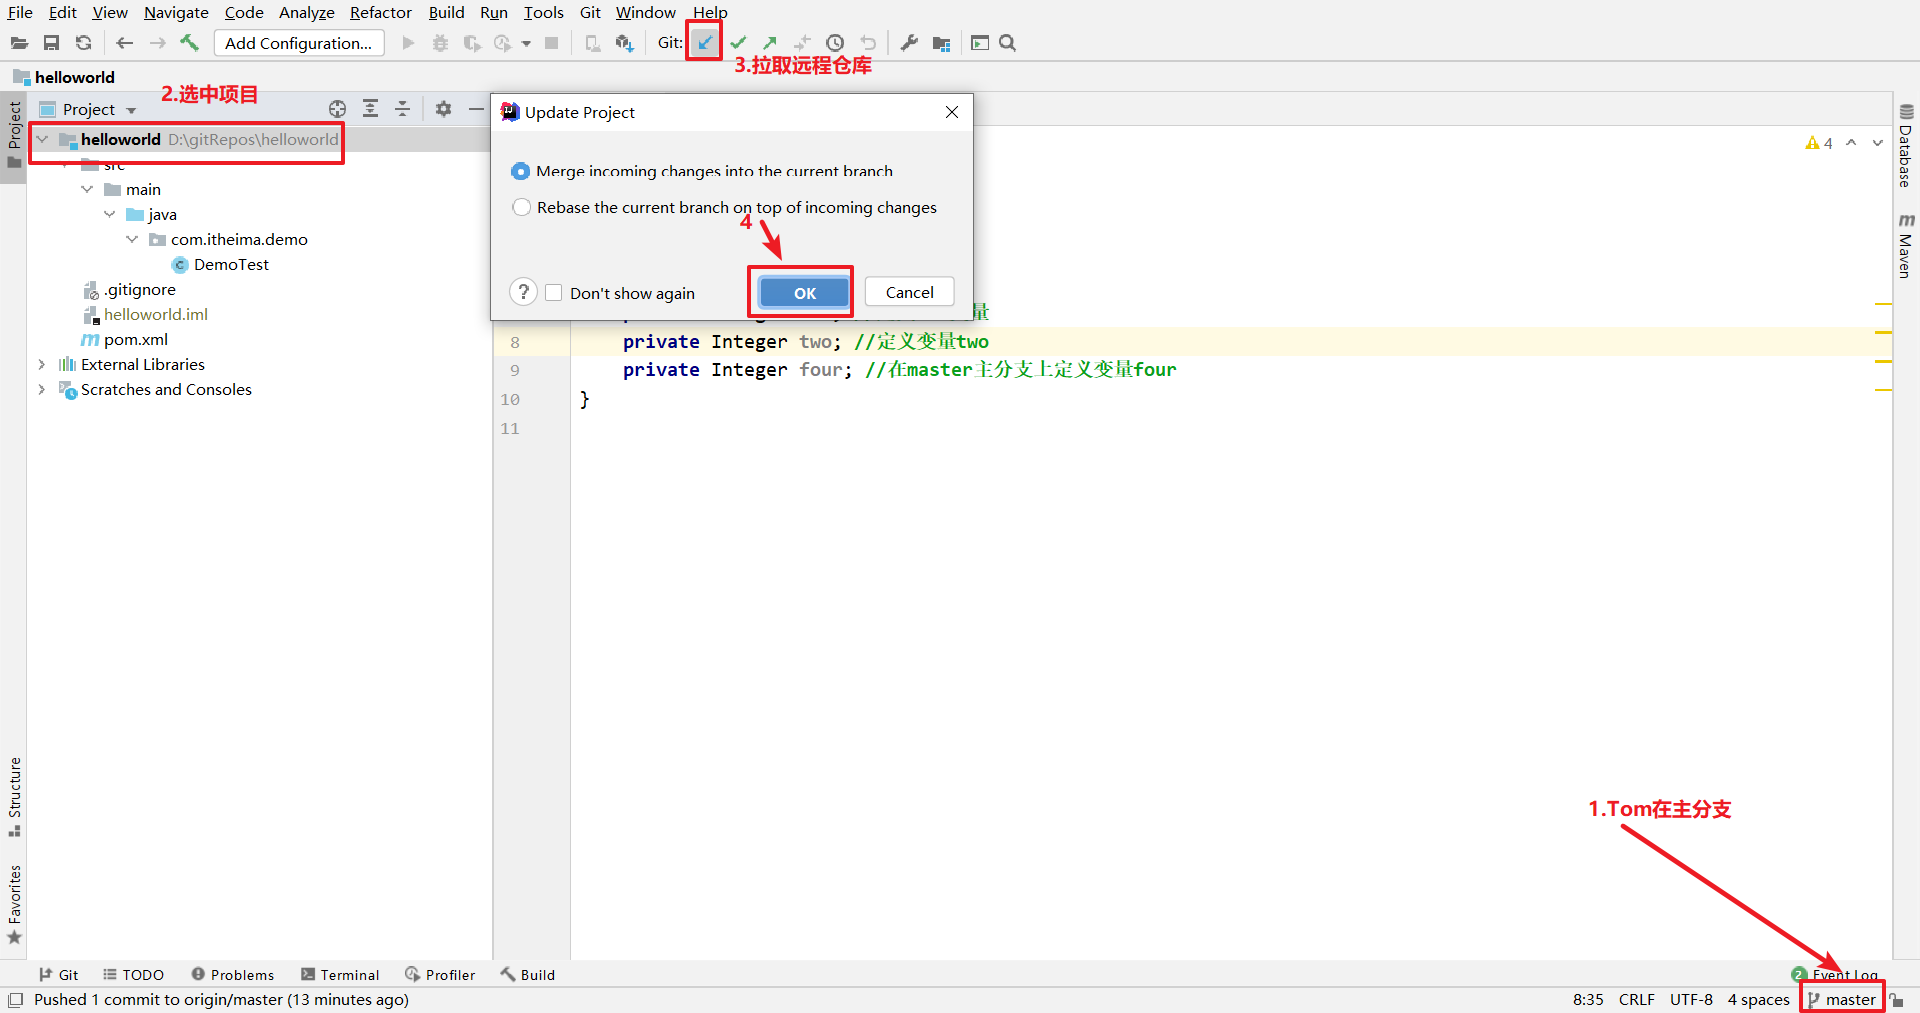 File Edit View Navigate Code Analyze Refactor Build Run Tools Git Window Help
Add Configuration...
Git:
3.拉取远程仓库
helloworld
2.选中项目
Project
Project
helloworld D:\gitRepos\helloworld
src
main
java
com.itheima.demo
DemoTest
.gitignore
helloworld.iml
pom.xml
External Libraries
Scratches and Consoles
Update Project
Merge incoming changes into the current branch
Rebase the current branch on top of incoming changes
4
?
Don't show again
OK
Cancel
量
8 private Integer two; //定义变量two
9 private Integer four; //在master主分支上定义变量four
10 }
11
4
Database
m
Maven
Structure
Favorites
1.Tom在主分支
Git TODO Problems Terminal Profiler Build
2 Event Log
Pushed 1 commit to origin/master (13 minutes ago)
8:35 CRLF UTF-8 4 spaces master